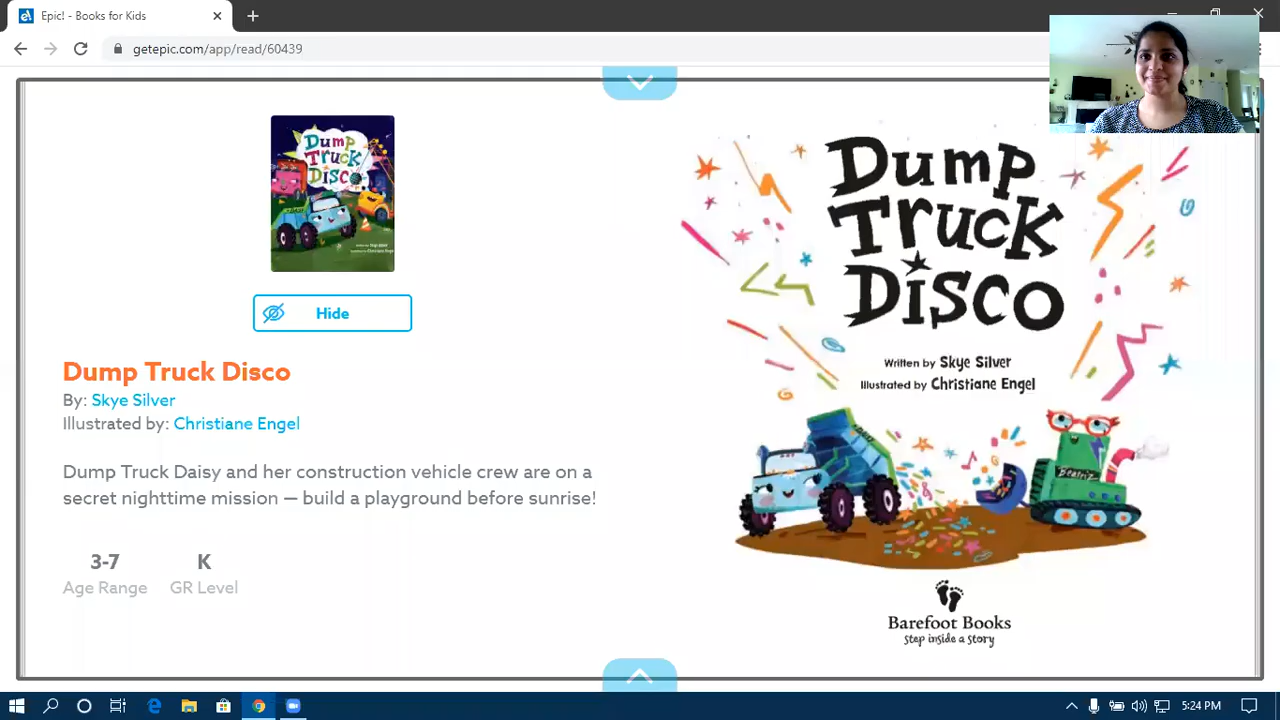 Epic! - Books for Kids
getepic.com/app/read/60439
Dump
Truck
Disco
Hide
Dump Truck Disco
By: Skye Silver
Illustrated by: Christiane Engel
Dump Truck Daisy and her construction vehicle crew are on a
secret nighttime mission — build a playground before sunrise!
3-7
Age Range
K
GR Level
Dump
Truck
Disco
Written by Skye Silver
Illustrated by Christiane Engel
Beatriz
Barefoot Books
step inside a story
5:24 PM